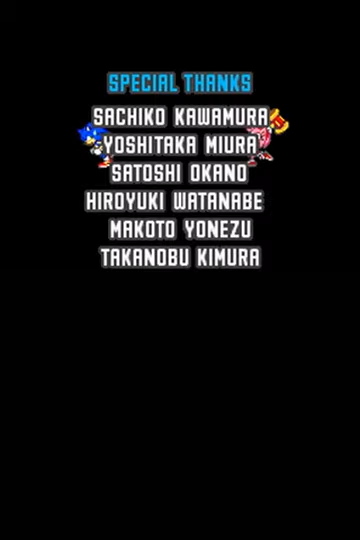 SPECIAL THANKS
SACHIKO KAWAMURA
YOSHITAKA MIURA
SATOSHI OKANO
HIROYUKI WATANABE
MAKOTO YONEZU
TAKANOBU KIMURA